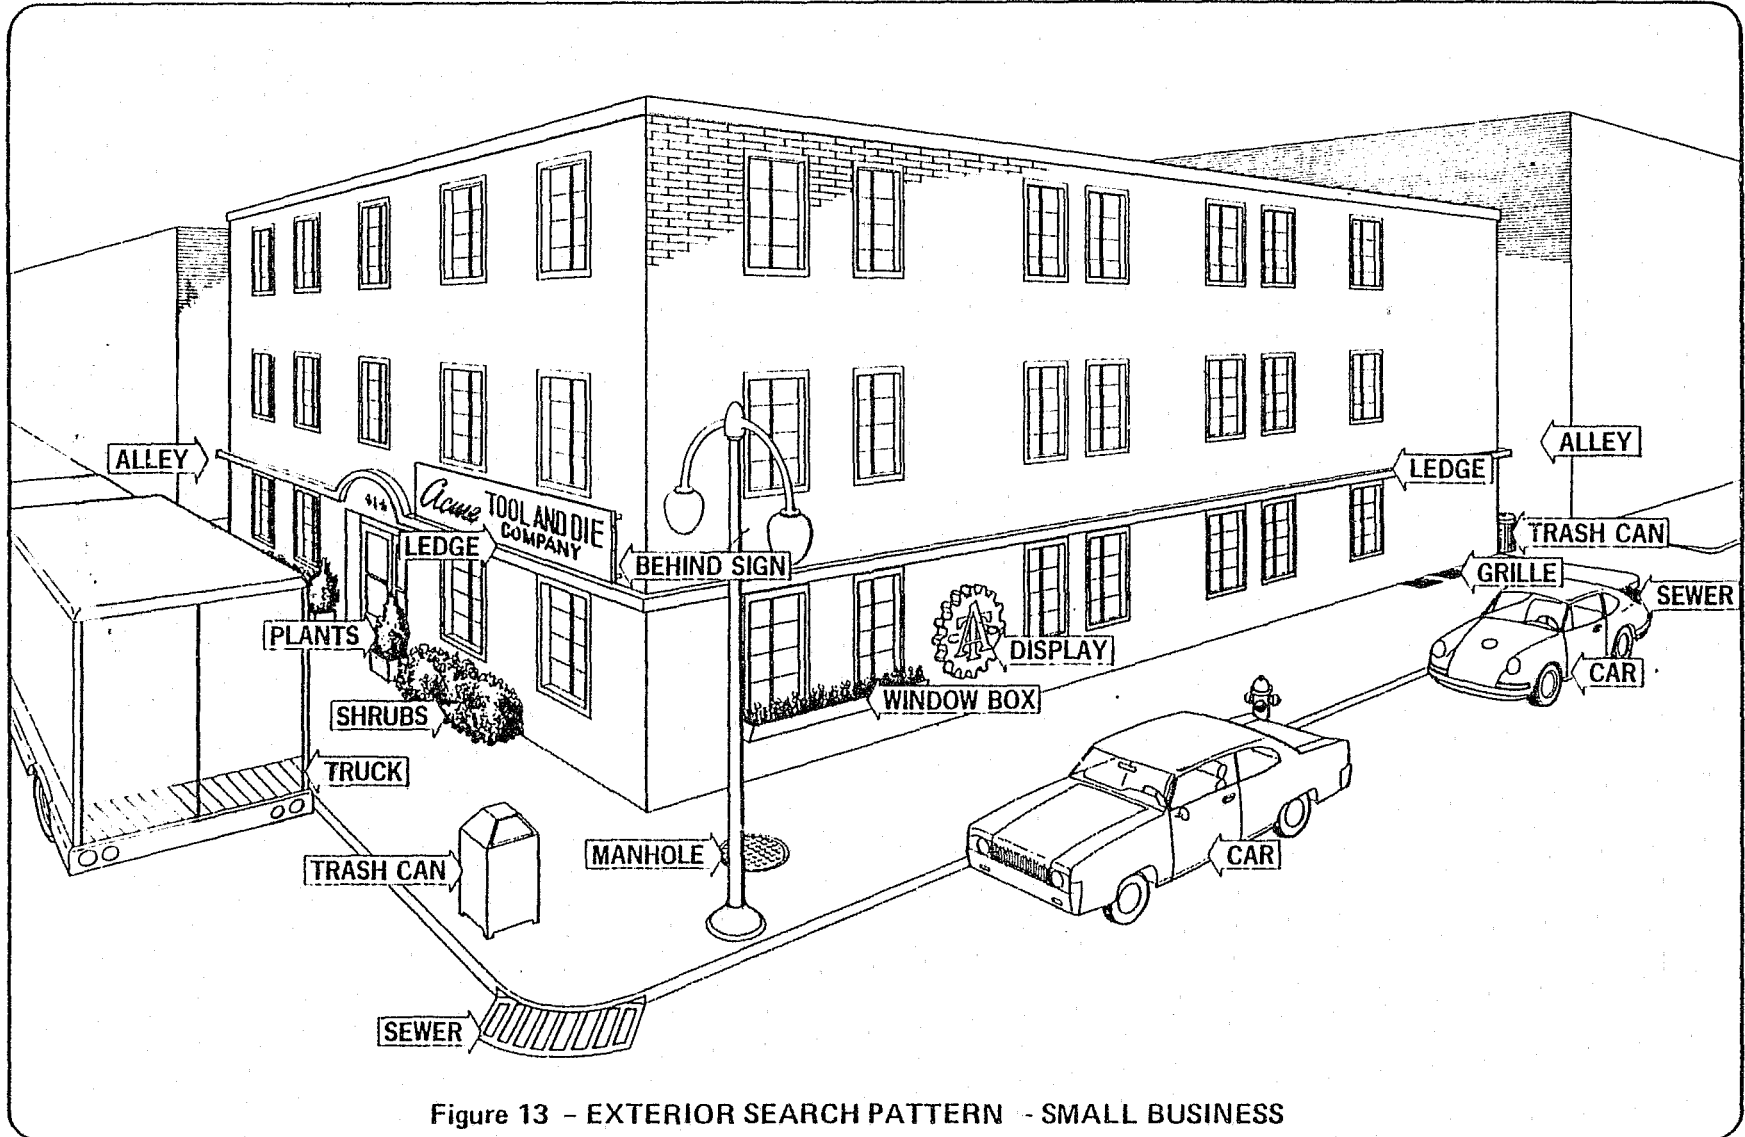 ALLEY
ALLEY
LEDGE
414
Acme TOOL AND DIE
COMPANY
LEDGE
BEHIND SIGN
TRASH CAN
GRILLE
SEWER
PLANTS
DISPLAY
CAR
WINDOW BOX
SHRUBS
TRUCK
MANHOLE
CAR
TRASH CAN
SEWER
Figure 13 - EXTERIOR SEARCH PATTERN - SMALL BUSINESS